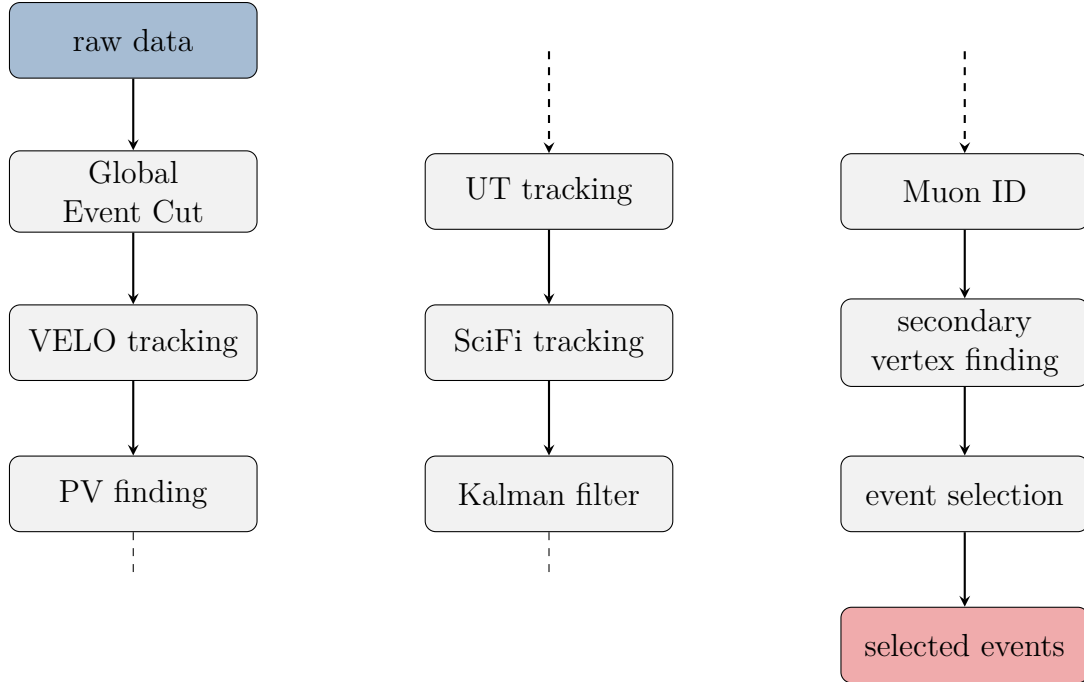 raw data
Global
Event Cut
VELO tracking
PV finding
UT tracking
SciFi tracking
Kalman filter
Muon ID
secondary
vertex finding
event selection
selected events